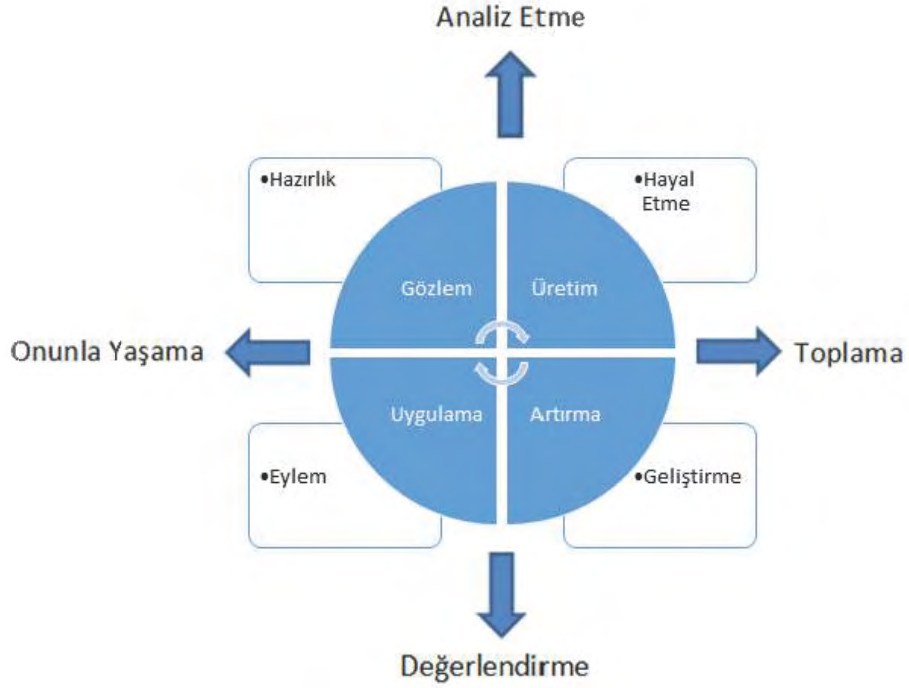 Analiz Etme
•Hazırlık
•Hayal
Etme
Gözlem
Üretim
Onunla Yaşama
Toplama
Uygulama
Artırma
•Eylem
•Geliştirme
Değerlendirme